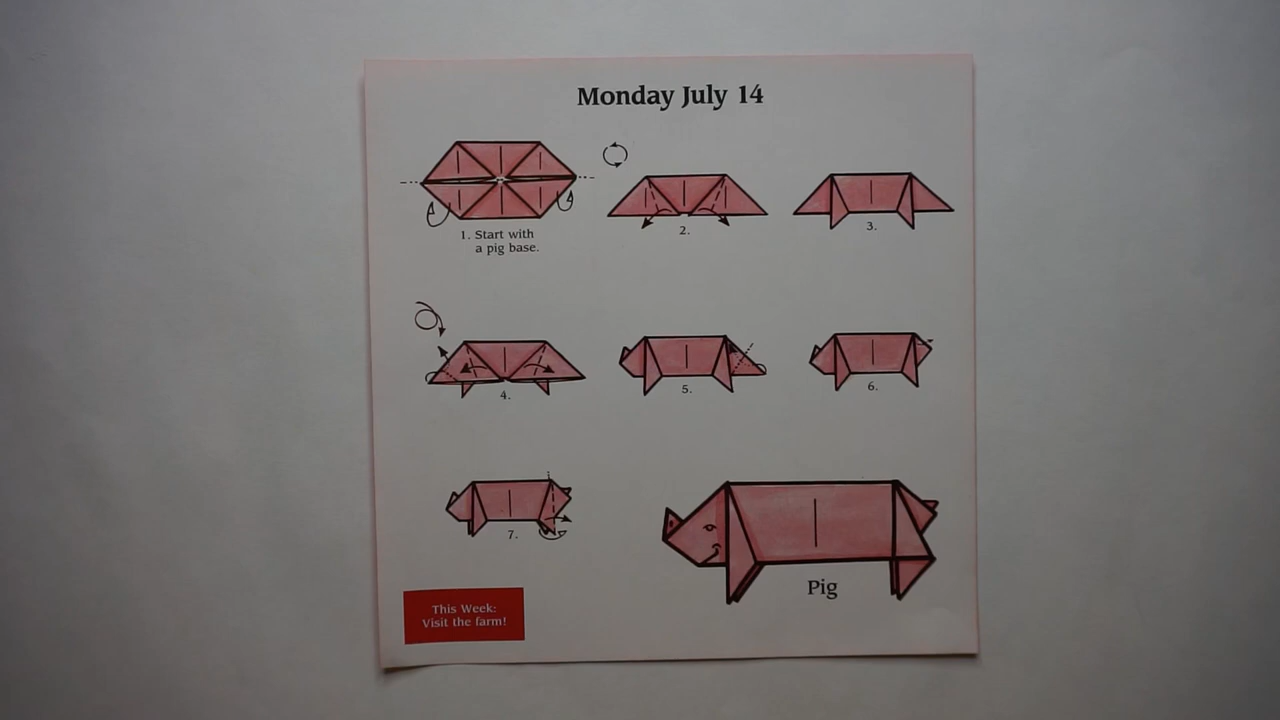 Monday July 14
1. Start with
a pig base.
2.
3.
4.
5.
6.
7.
Pig
This Week:
Visit the farm!